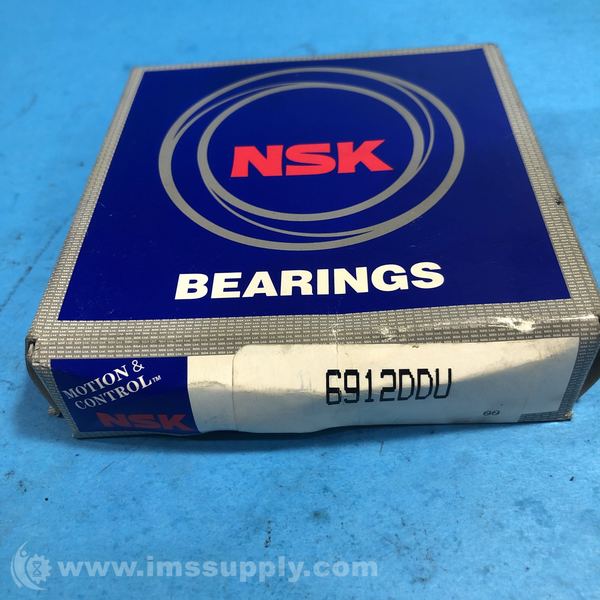 NSK
BEARINGS
MOTION &
CONTROL™
NSK
6912DDU
www.imssupply.com